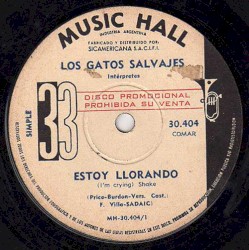 MUSIC HALL
INDUSTRIA ARGENTINA
FABRICADO Y DISTRIBUIDO POR:
SICAMERICANA S.A.C.I.F.I.
LOS GATOS SALVAJES
Intérpretes
30.404
COMAR
DISCO PROMOCIONAL
PROHIBIDA SU VENTA
SIMPLE
33
ESTOY LLORANDO
(I'm crying) Shake
(Price-Burdon-Vers. Cast.:
F. Villa-SADAIC)
MH-30.404/1